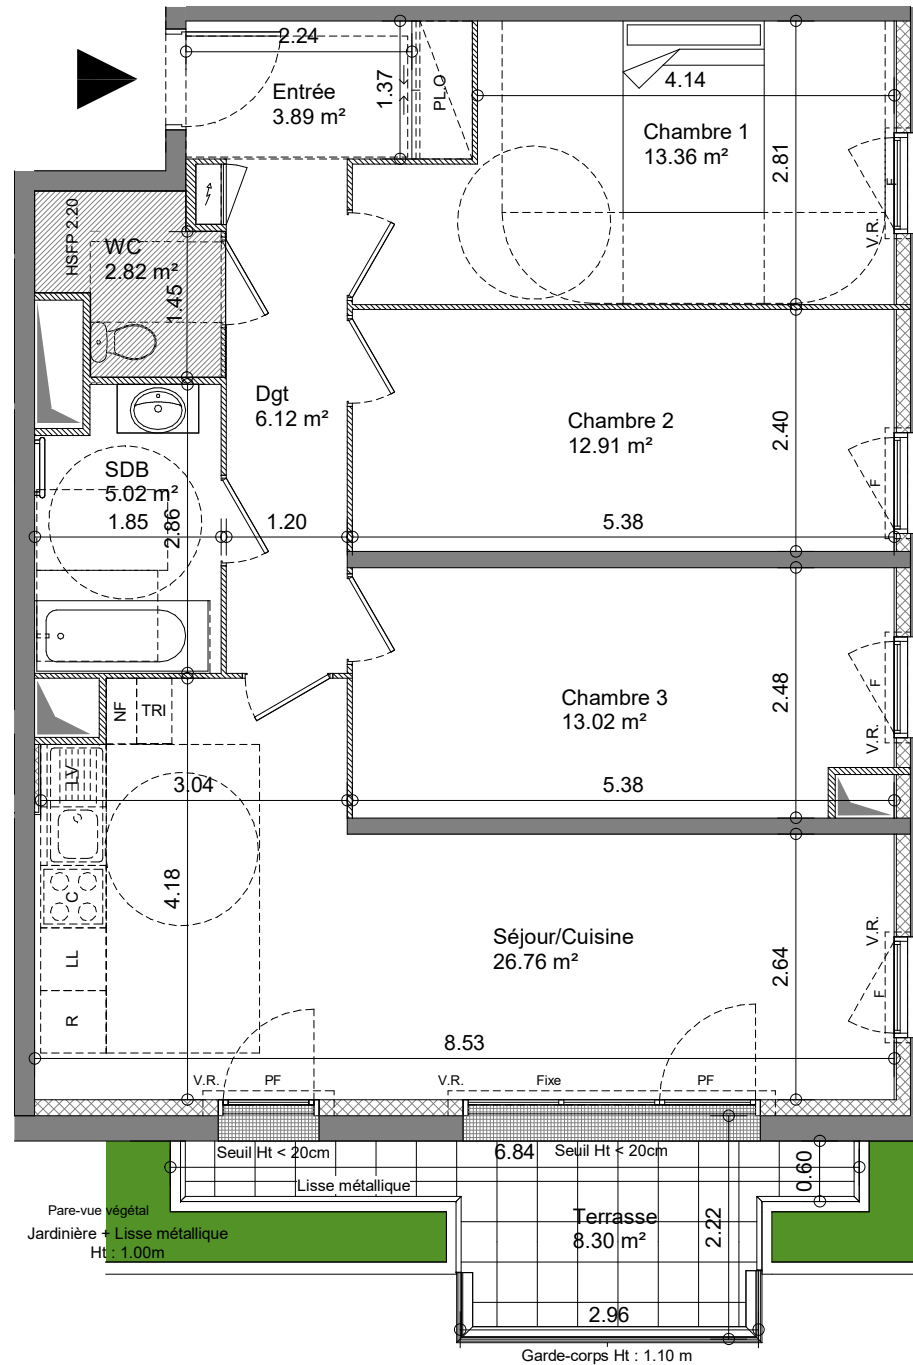 2.24
Entrée
3.89 m²
1.37
PL.O
4.14
Chambre 1
13.36 m²
2.81
F
V.R.
HSFP 2.20
WC
2.82 m²
1.45
Dgt
6.12 m²
Chambre 2
12.91 m²
2.40
F
SDB
5.02 m²
1.85
2.86
1.20
5.38
Chambre 3
13.02 m²
2.48
F
V.R.
NF
TRI
LV
3.04
5.38
4.18
C
LL
R
Séjour/Cuisine
26.76 m²
2.64
V.R.
F
8.53
V.R.
PF
V.R.
Fixe
PF
Seuil Ht < 20cm
6.84
Seuil Ht < 20cm
0.60
Lisse métallique
Pare-vue végétal
Jardinière + Lisse métallique
Ht : 1.00m
Terrasse
8.30 m²
2.22
2.96
Garde-corps Ht : 1.10 m